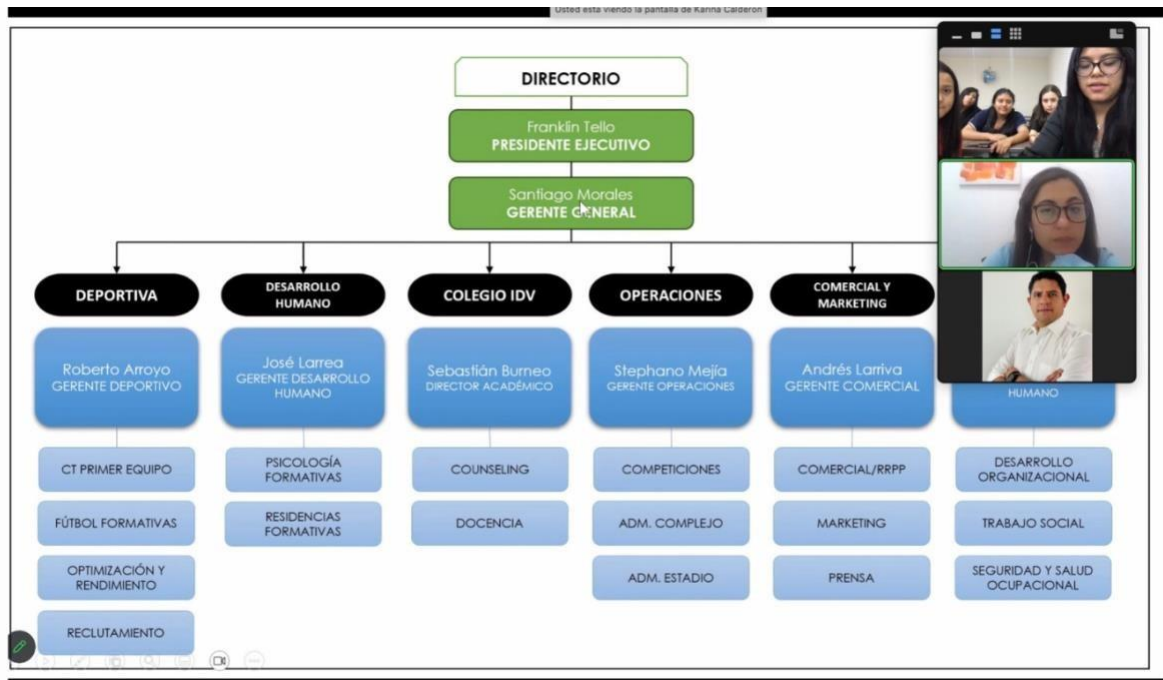 Usted está viendo la pantalla de Karina Calderon
DIRECTORIO
Franklin Tello
PRESIDENTE EJECUTIVO
Santiago Morales
GERENTE GENERAL
DEPORTIVA
DESARROLLO
HUMANO
COLEGIO IDV
OPERACIONES
COMERCIAL Y
MARKETING
Roberto Arroyo
GERENTE DEPORTIVO
José Larrea
GERENTE DESARROLLO
HUMANO
Sebastián Burneo
DIRECTOR ACADÉMICO
Stephano Mejía
GERENTE OPERACIONES
Andrés Larriva
GERENTE COMERCIAL
HUMANO
CT PRIMER EQUIPO
FÚTBOL FORMATIVAS
OPTIMIZACIÓN Y
RENDIMIENTO
RECLUTAMIENTO
PSICOLOGÍA
FORMATIVAS
RESIDENCIAS
FORMATIVAS
COUNSELING
DOCENCIA
COMPETICIONES
ADM. COMPLEJO
ADM. ESTADIO
COMERCIAL/RRPP
MARKETING
PRENSA
DESARROLLO
ORGANIZACIONAL
TRABAJO SOCIAL
SEGURIDAD Y SALUD
OCUPACIONAL